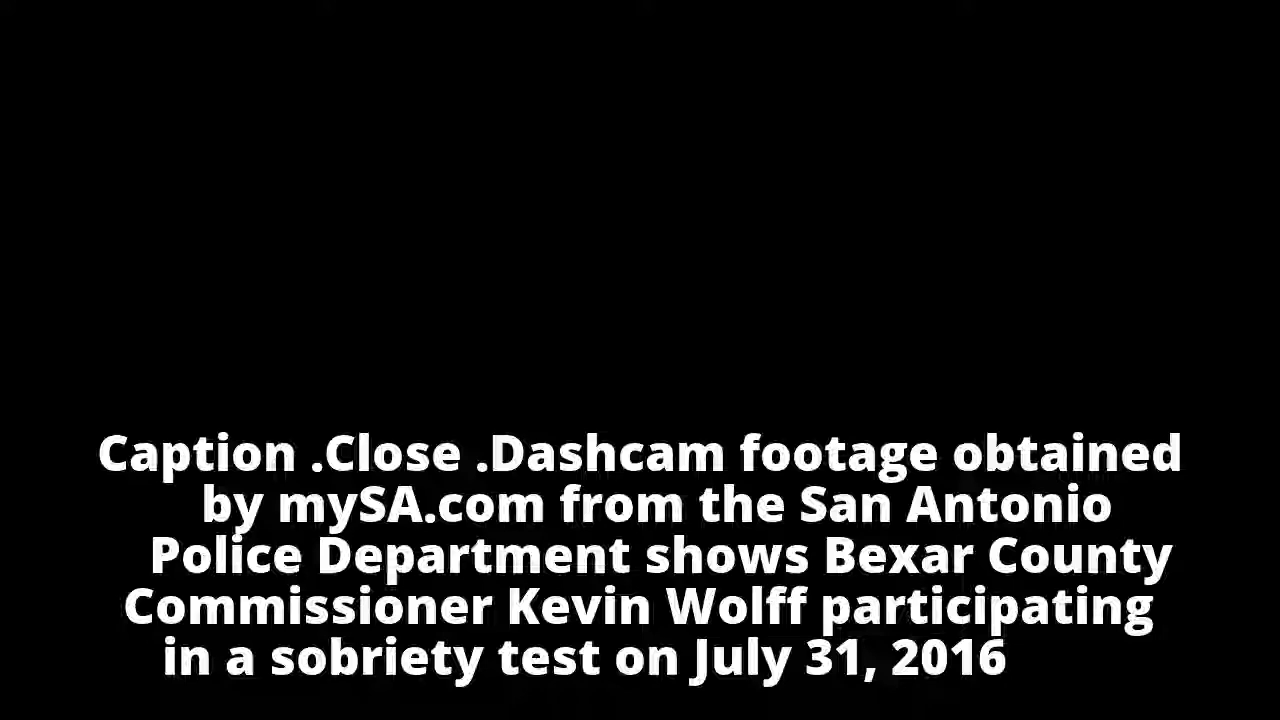 Caption .Close .Dashcam footage obtained
by mySA.com from the San Antonio
Police Department shows Bexar County
Commissioner Kevin Wolff participating
in a sobriety test on July 31, 2016